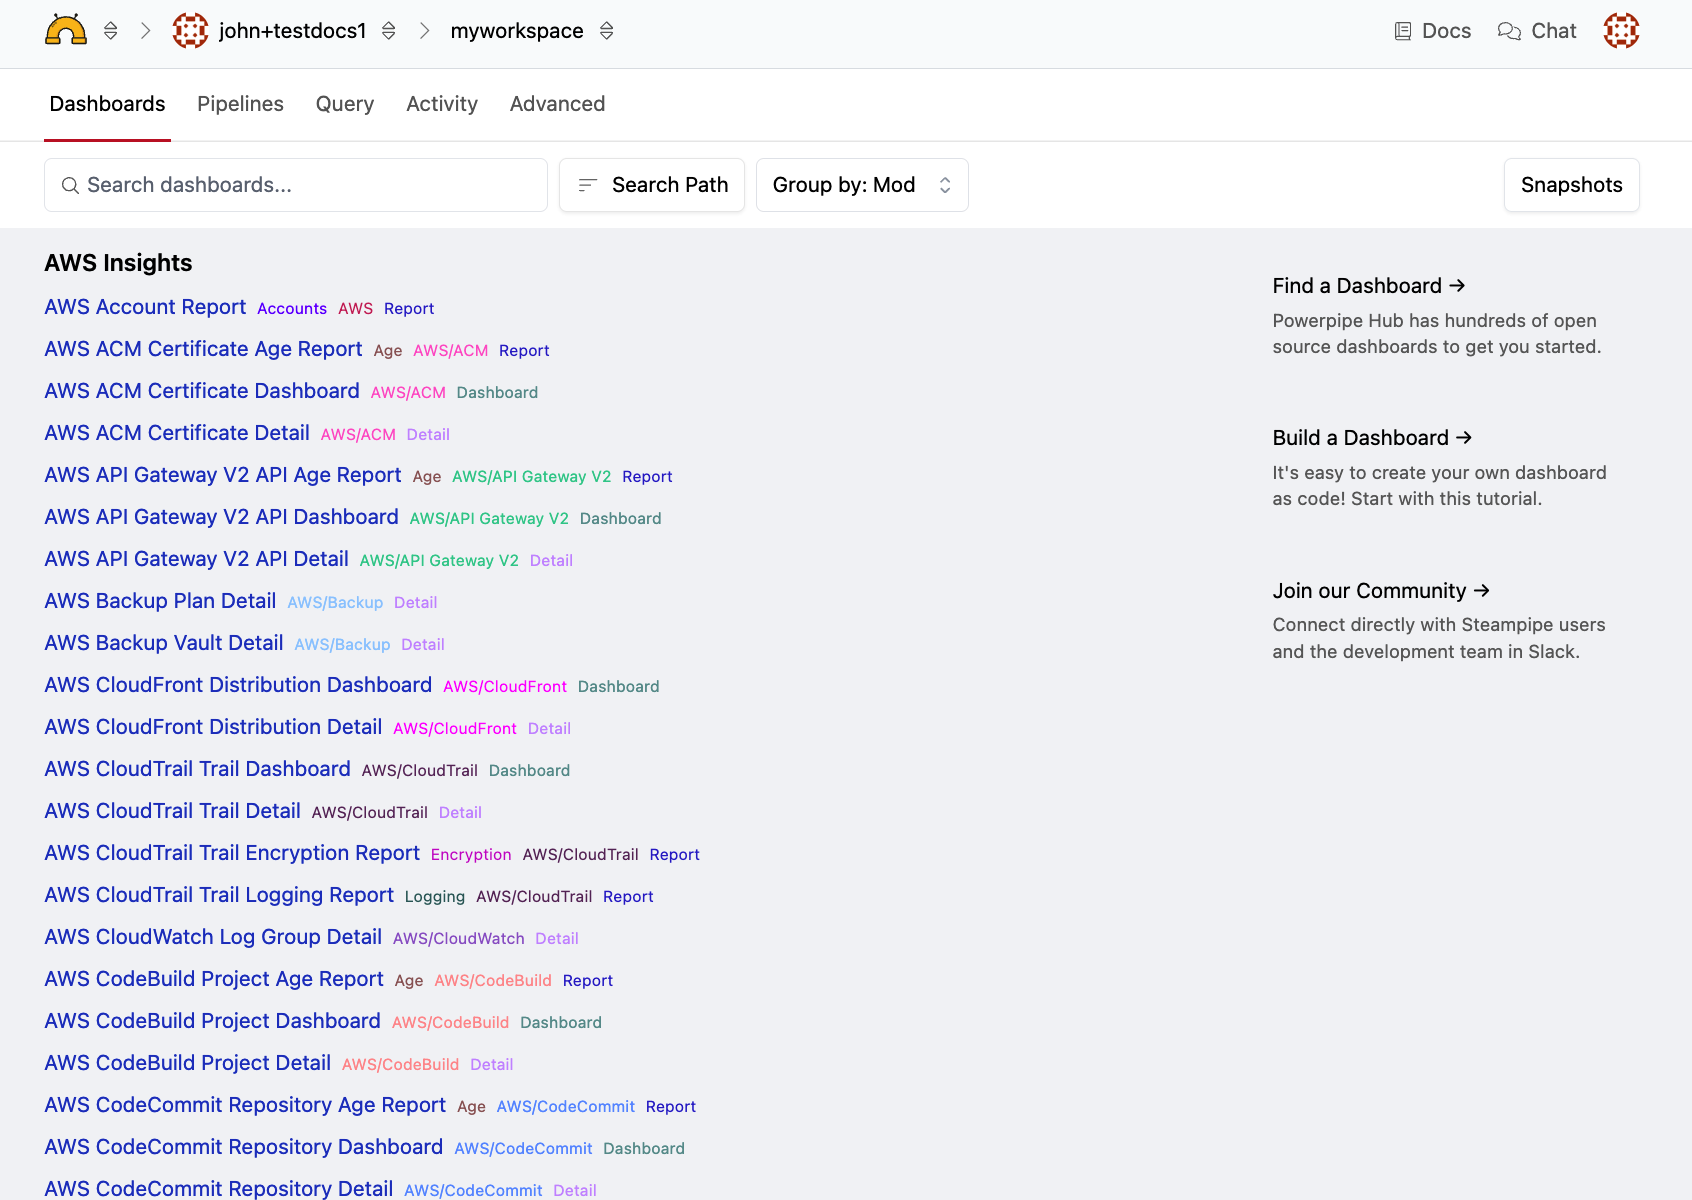 john+testdocs1 myworkspace Docs Chat
Dashboards Pipelines Query Activity Advanced
Search dashboards... Search Path Group by: Mod Snapshots
AWS Insights
AWS Account Report Accounts AWS Report
AWS ACM Certificate Age Report Age AWS/ACM Report
AWS ACM Certificate Dashboard AWS/ACM Dashboard
AWS ACM Certificate Detail AWS/ACM Detail
AWS API Gateway V2 API Age Report Age AWS/API Gateway V2 Report
AWS API Gateway V2 API Dashboard AWS/API Gateway V2 Dashboard
AWS API Gateway V2 API Detail AWS/API Gateway V2 Detail
AWS Backup Plan Detail AWS/Backup Detail
AWS Backup Vault Detail AWS/Backup Detail
AWS CloudFront Distribution Dashboard AWS/CloudFront Dashboard
AWS CloudFront Distribution Detail AWS/CloudFront Detail
AWS CloudTrail Trail Dashboard AWS/CloudTrail Dashboard
AWS CloudTrail Trail Detail AWS/CloudTrail Detail
AWS CloudTrail Trail Encryption Report Encryption AWS/CloudTrail Report
AWS CloudTrail Trail Logging Report Logging AWS/CloudTrail Report
AWS CloudWatch Log Group Detail AWS/CloudWatch Detail
AWS CodeBuild Project Age Report Age AWS/CodeBuild Report
AWS CodeBuild Project Dashboard AWS/CodeBuild Dashboard
AWS CodeBuild Project Detail AWS/CodeBuild Detail
AWS CodeCommit Repository Age Report Age AWS/CodeCommit Report
AWS CodeCommit Repository Dashboard AWS/CodeCommit Dashboard
AWS CodeCommit Repository Detail AWS/CodeCommit Detail
Find a Dashboard →
Powerpipe Hub has hundreds of open
source dashboards to get you started.
Build a Dashboard →
It's easy to create your own dashboard
as code! Start with this tutorial.
Join our Community →
Connect directly with Steampipe users
and the development team in Slack.